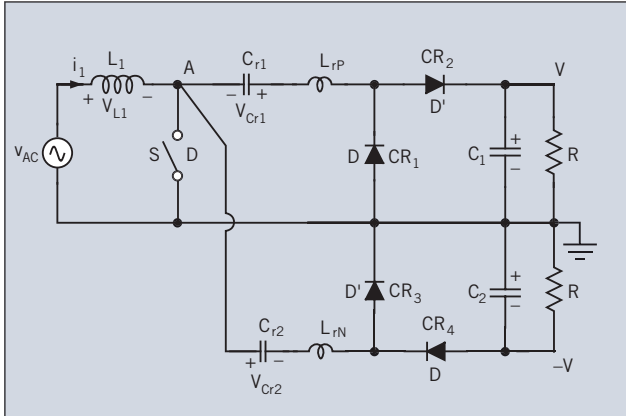 i1 L1 A Cr1 LrP CR2 V
+ VL1 − − VCr1 + D'
vAC S D D CR1 C1 + − R
D' CR3 C2 + − R
Cr2 LrN CR4
+ VCr2 − D −V